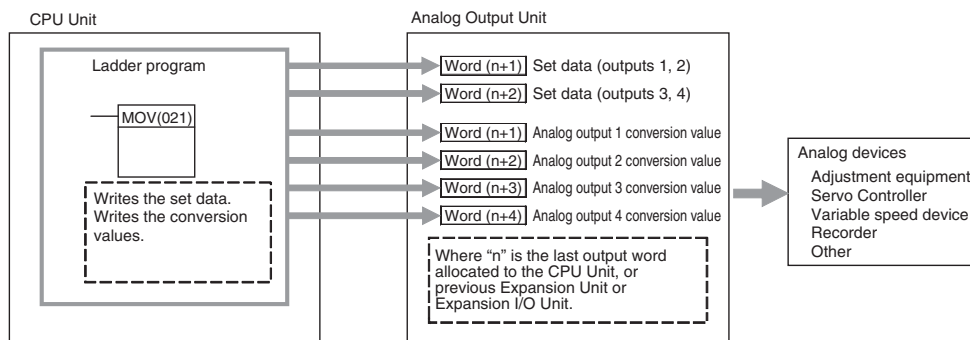 CPU Unit
Ladder program
MOV(021)
Writes the set data.
Writes the conversion
values.
Analog Output Unit
Word (n+1) Set data (outputs 1, 2)
Word (n+2) Set data (outputs 3, 4)
Word (n+1) Analog output 1 conversion value
Word (n+2) Analog output 2 conversion value
Word (n+3) Analog output 3 conversion value
Word (n+4) Analog output 4 conversion value
Where “n” is the last output word
allocated to the CPU Unit, or
previous Expansion Unit or
Expansion I/O Unit.
Analog devices
Adjustment equipment
Servo Controller
Variable speed device
Recorder
Other